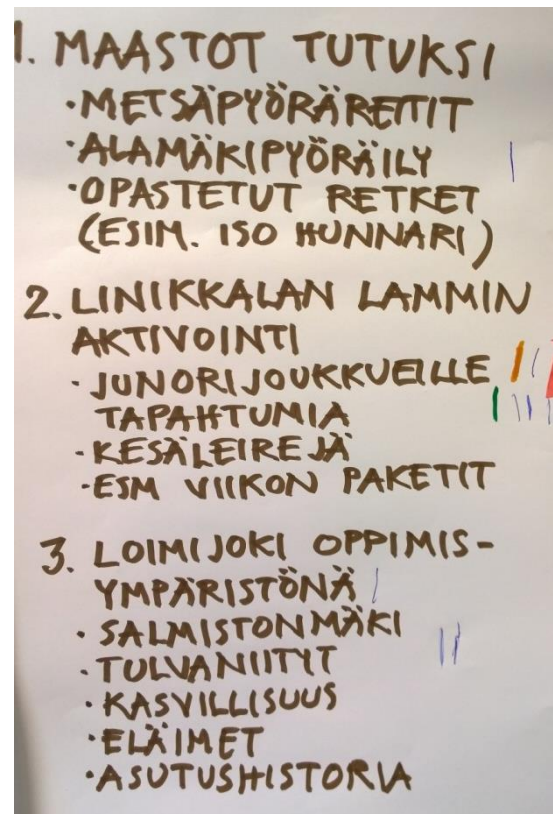 1. MAASTOT TUTUKSI
·METSÄPYÖRÄREITIT
·ALAMÄKIPYÖRÄILY
·OPASTETUT RETKET
(ESIM. ISO HUNNARI)
2. LINIKKALAN LAMMIN
AKTIVOINTI
·JUNORIJOUKKUEILLE
TAPAHTUMIA
·KESÄLEIREJÄ
·ESM VIIKON PAKETIT
3. LOIMIJOKI OPPIMIS-
YMPÄRISTÖNÄ
·SALMISTONMÄKI
·TULVANIITYT
·KASVILLISUUS
·ELÄIMET
·ASUTUSHISTORIA